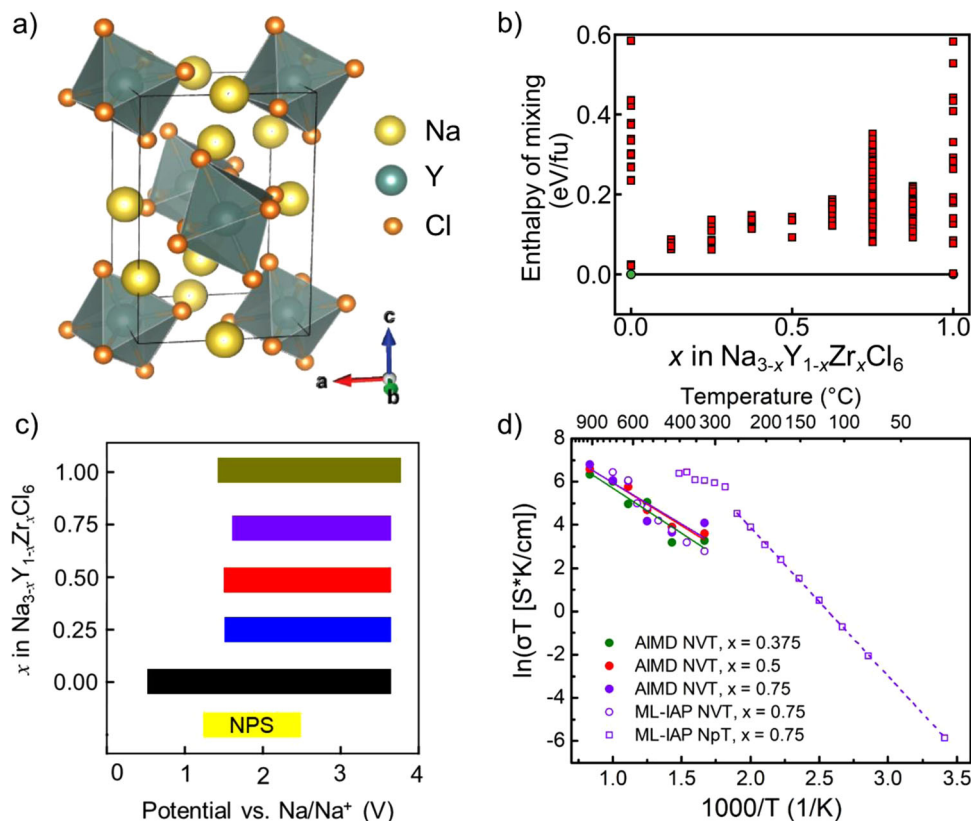 a)
Na
Y
Cl
c
a
b
b)
Enthalpy of mixing
(eV/fu)
0.6
0.4
0.2
0.0
0.0 0.5 1.0
x in Na₃₋ₓY₁₋ₓZrₓCl₆
c)
x in Na₃₋ₓY₁₋ₓZrₓCl₆
1.00
0.75
0.50
0.25
0.00
NPS
0 2 3 4
Potential vs. Na/Na⁺ (V)
d)
Temperature (°C)
900 600 400 300 200 150 100 50
ln(σT [S*K/cm])
8
6
4
2
0
-2
-4
-6
AIMD NVT, x = 0.375
AIMD NVT, x = 0.5
AIMD NVT, x = 0.75
ML-IAP NVT, x = 0.75
ML-IAP NpT, x = 0.75
1.0 1.5 2.0 2.5 3.0 3.5
1000/T (1/K)